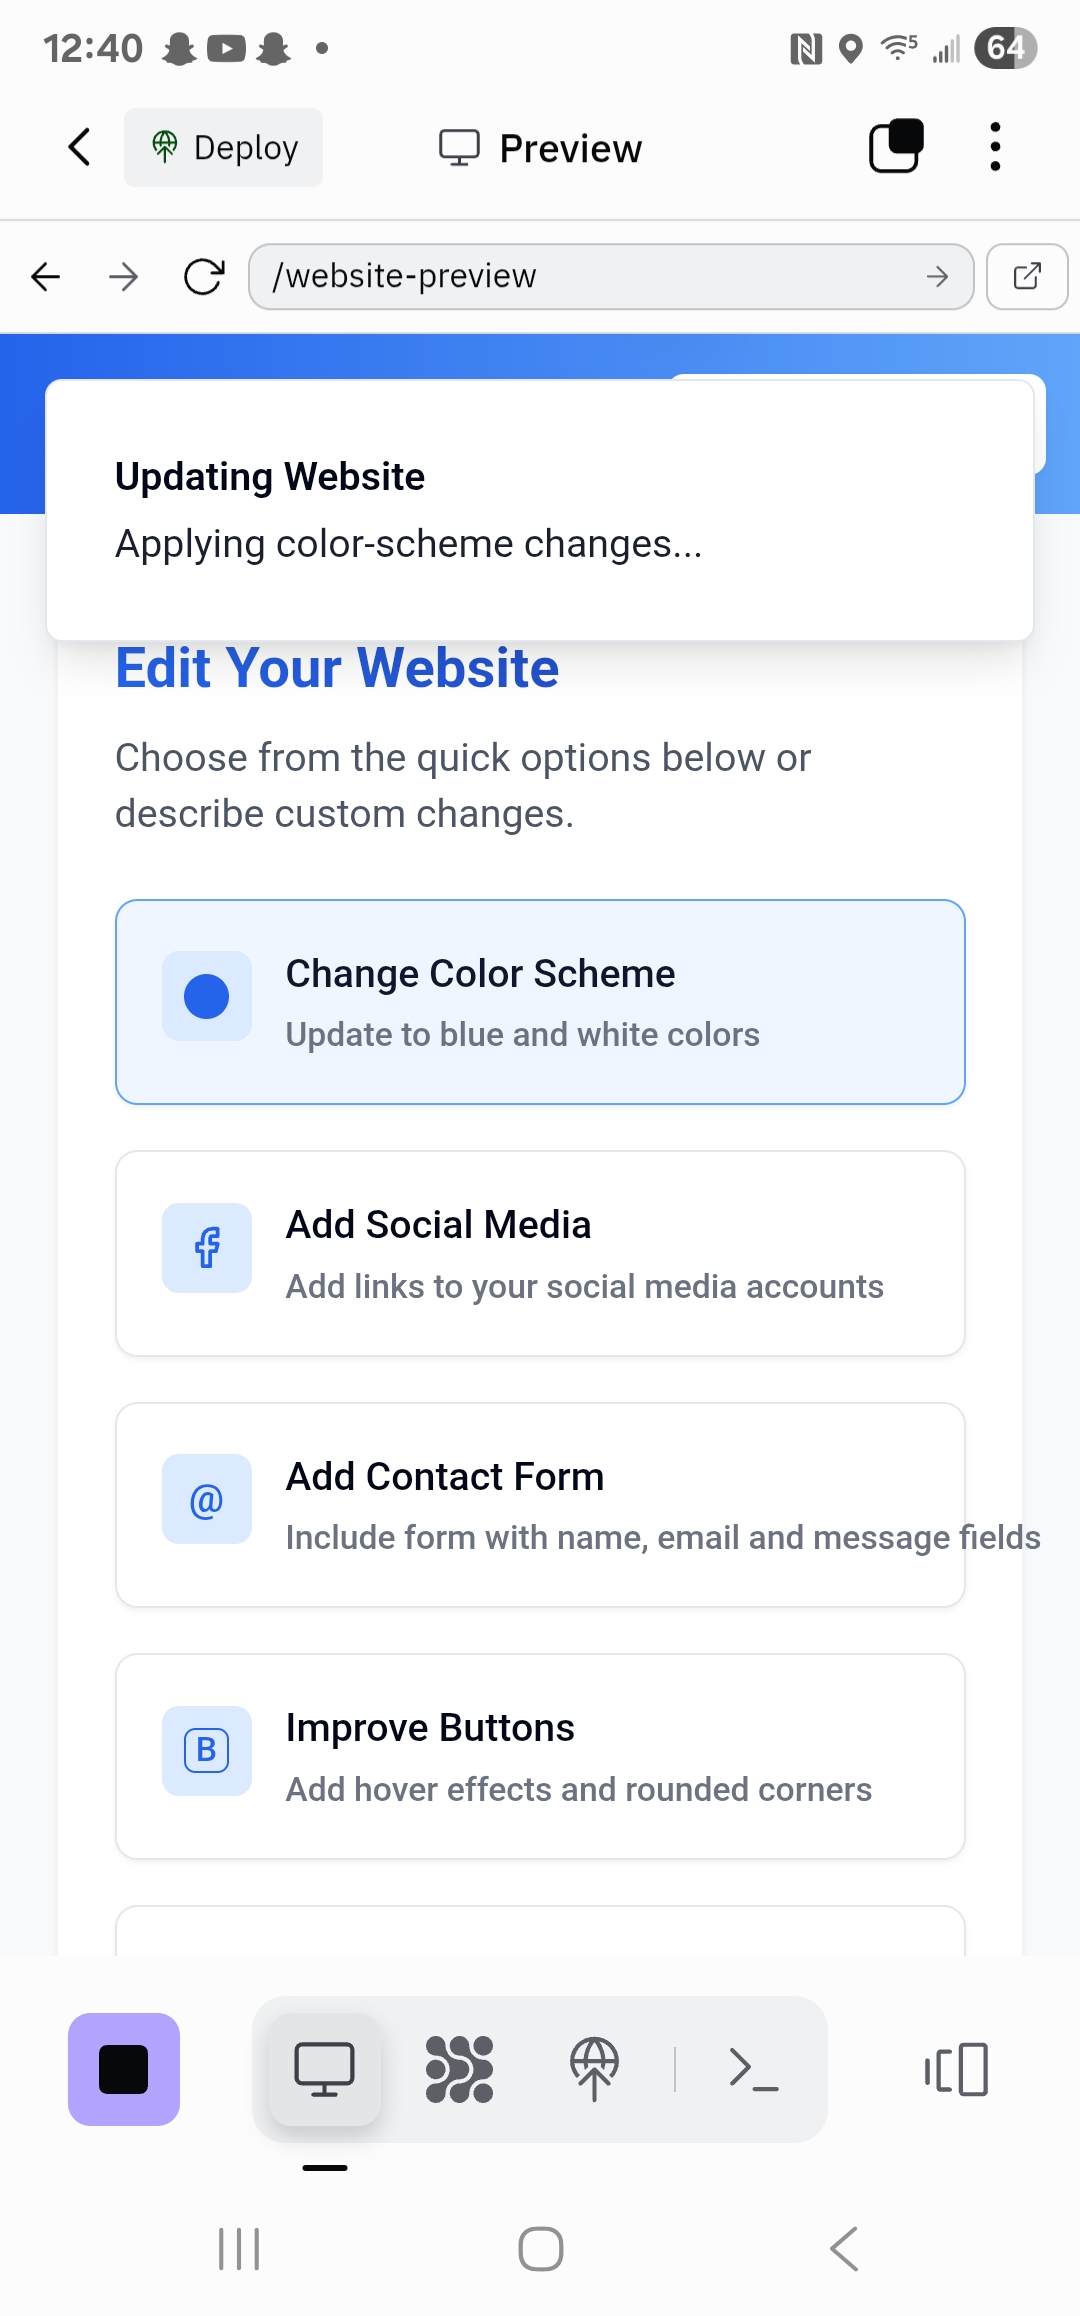 12:40
5
64
Deploy
Preview
/website-preview
Updating Website
Applying color-scheme changes...
Edit Your Website
Choose from the quick options below or
describe custom changes.
Change Color Scheme
Update to blue and white colors
Add Social Media
Add links to your social media accounts
@
Add Contact Form
Include form with name, email and message fields
B
Improve Buttons
Add hover effects and rounded corners